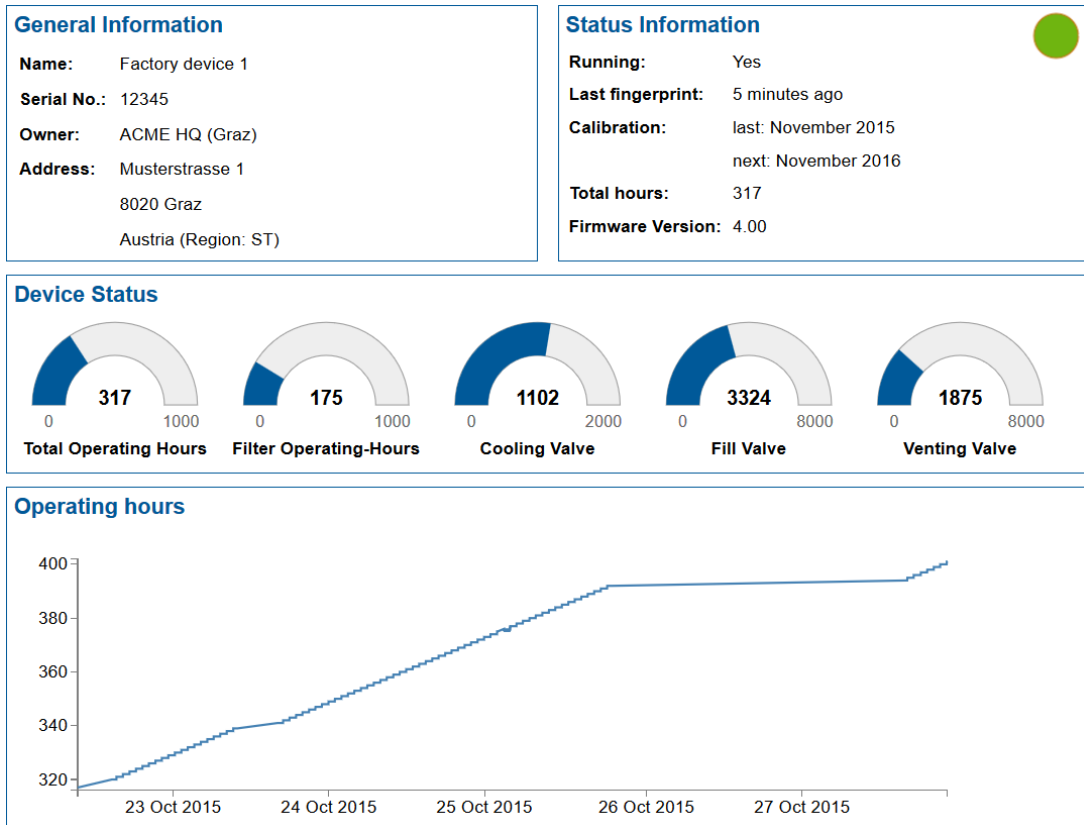 General Information
Name: Factory device 1
Serial No.: 12345
Owner: ACME HQ (Graz)
Address: Musterstrasse 1
8020 Graz
Austria (Region: ST)
Status Information
Running: Yes
Last fingerprint: 5 minutes ago
Calibration: last: November 2015
next: November 2016
Total hours: 317
Firmware Version: 4.00
Device Status
317
0 1000
Total Operating Hours
175
0 1000
Filter Operating-Hours
1102
0 2000
Cooling Valve
3324
0 8000
Fill Valve
1875
0 8000
Venting Valve
Operating hours
400
380
360
340
320
23 Oct 2015 24 Oct 2015 25 Oct 2015 26 Oct 2015 27 Oct 2015